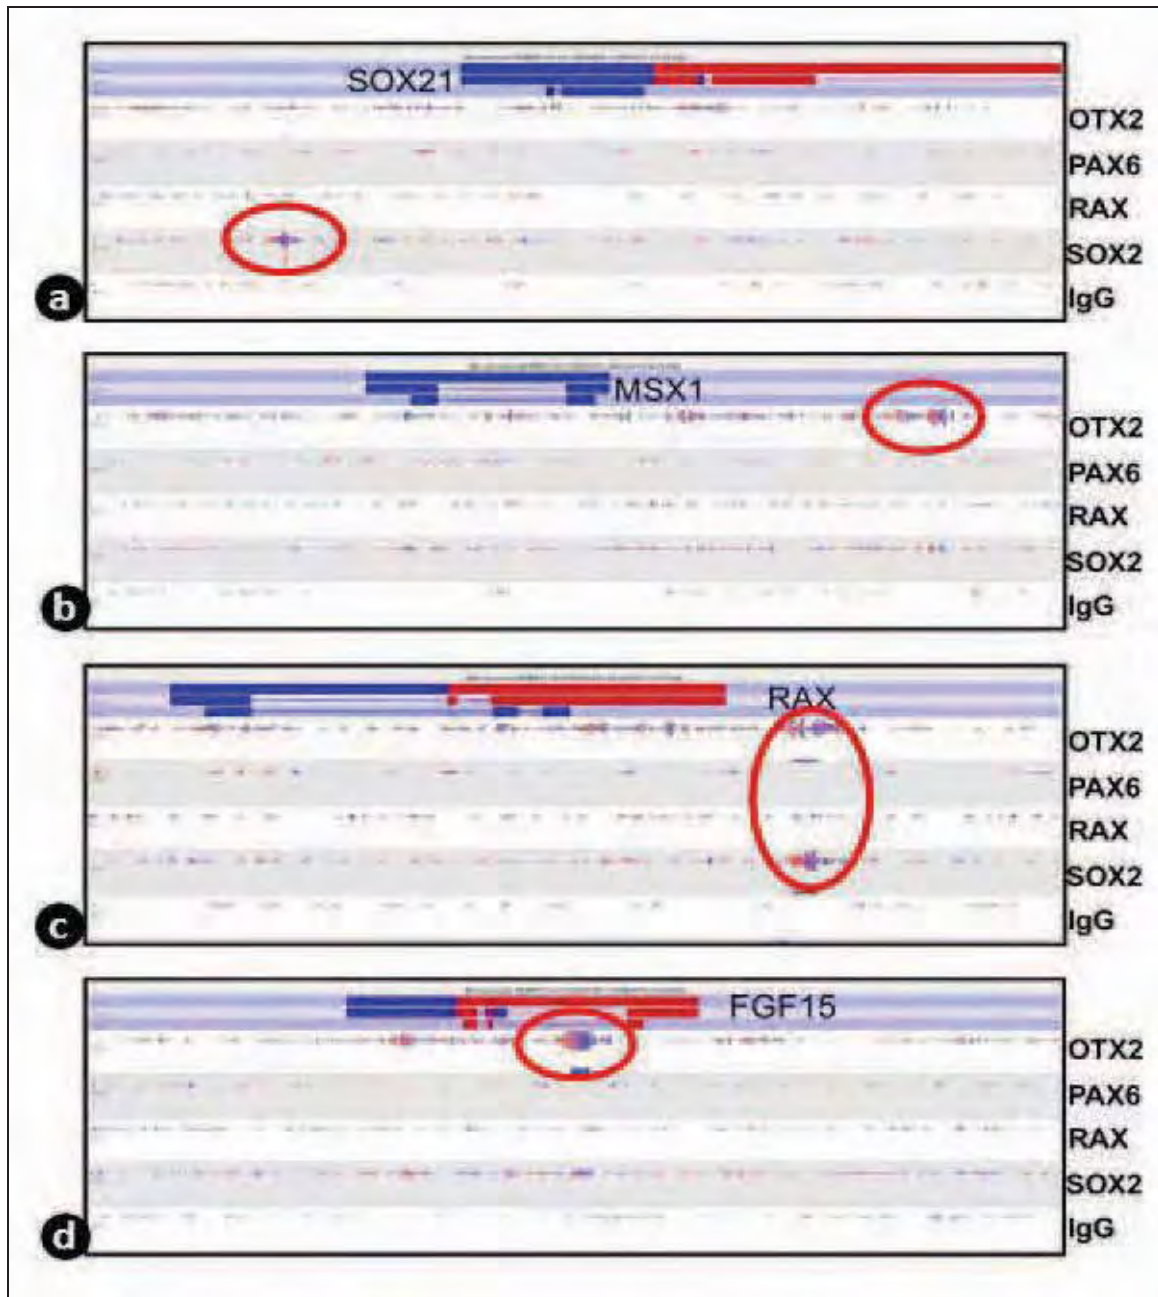 SOX21
OTX2
PAX6
RAX
SOX2
IgG
a
MSX1
OTX2
PAX6
RAX
SOX2
IgG
b
RAX
OTX2
PAX6
RAX
SOX2
IgG
c
FGF15
OTX2
PAX6
RAX
SOX2
IgG
d